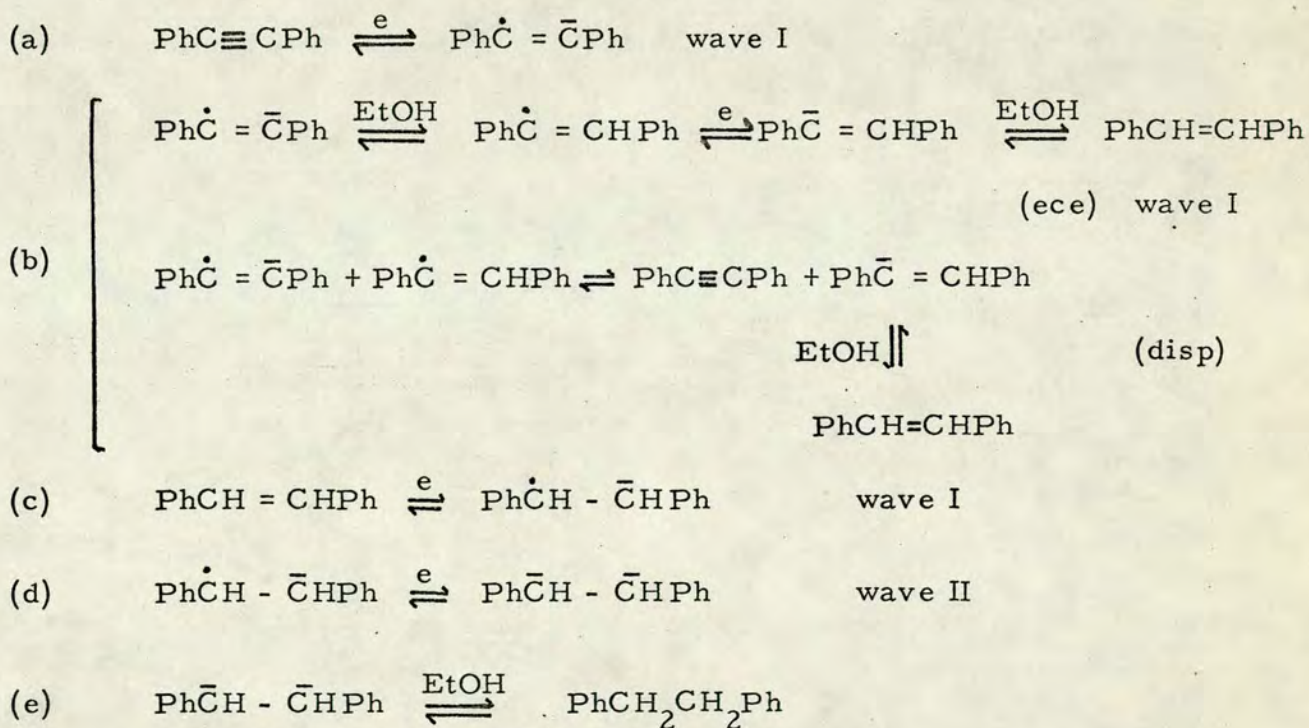 (a) PhC≡CPh ⇌ e PhĊ = C̄Ph wave I
PhĊ = C̄Ph ⇌ EtOH PhĊ = CHPh ⇌ e PhC̄ = CHPh ⇌ EtOH PhCH=CHPh
(ece) wave I
(b)
PhĊ = C̄Ph + PhĊ = CHPh ⇌ PhC≡CPh + PhC̄ = CHPh
EtOH ⇌ (disp)
PhCH=CHPh
(c) PhCH = CHPh ⇌ e PhĊH - C̄HPh wave I
(d) PhĊH - C̄HPh ⇌ e PhC̄H - C̄HPh wave II
(e) PhC̄H - C̄HPh ⇌ EtOH PhCH₂CH₂Ph